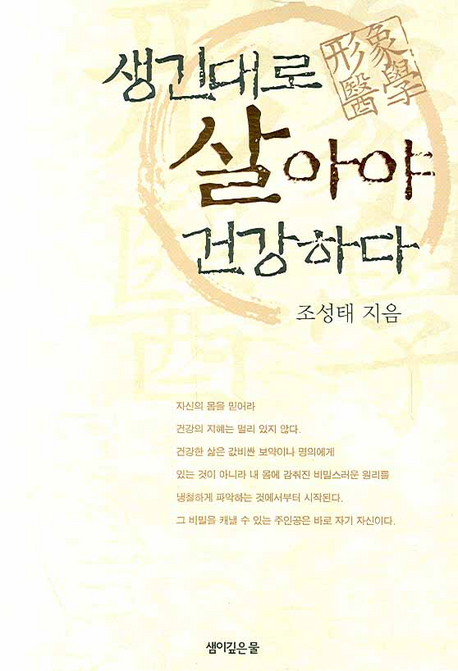 생긴대로
形象
醫學
살아야
건강하다
조성태 지음
자신의 몸을 믿어라
건강의 지혜는 멀리 있지 않다.
건강한 삶은 값비싼 보약이나 명의에게
있는 것이 아니라 내 몸에 감춰진 비밀스러운 원리를
냉철하게 파악하는 것에서부터 시작된다.
그 비밀을 캐낼 수 있는 주인공은 바로 자기 자신이다.
샘이깊은물